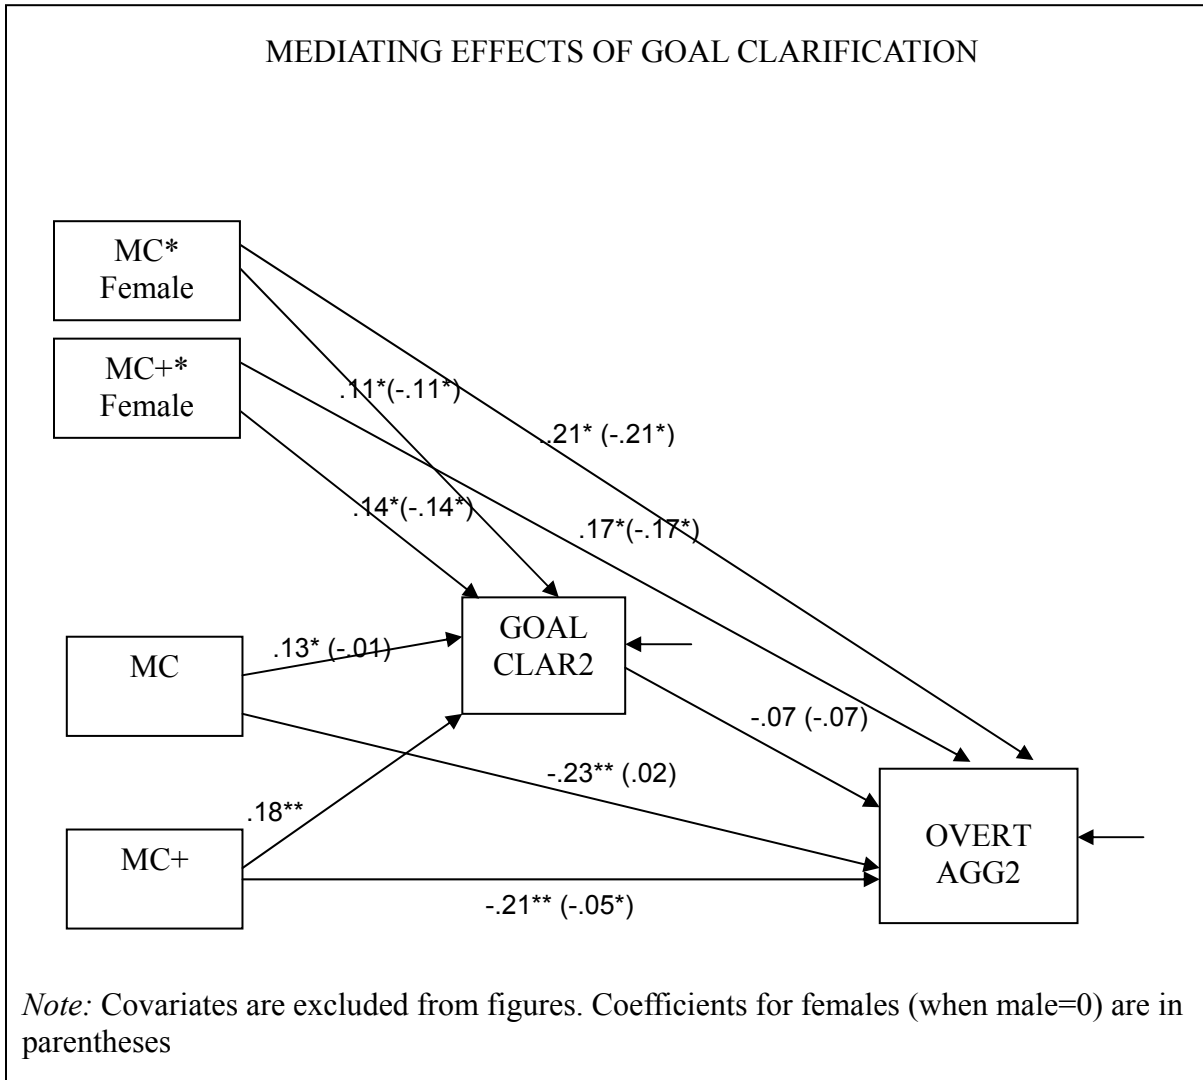 MEDIATING EFFECTS OF GOAL CLARIFICATION
MC*
Female
MC+*
Female
.11*(-.11*)
..21* (-.21*)
.14*(-.14*)
.17*(-.17*)
GOAL
CLAR2
.13* (-.01)
MC
-.07 (-.07)
-.23** (.02)
.18**
MC+
OVERT
AGG2
-.21** (-.05*)
Note: Covariates are excluded from figures. Coefficients for females (when male=0) are in
parentheses